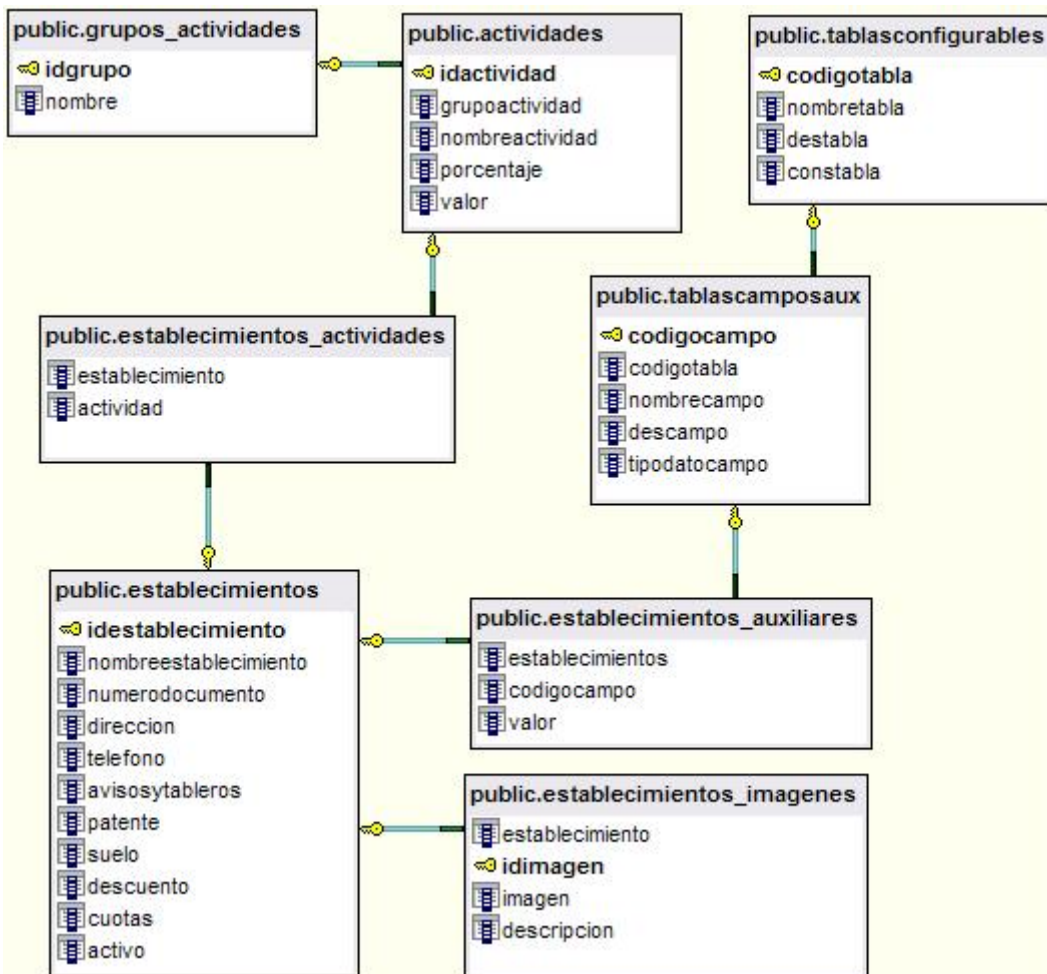 public.grupos_actividades
idgrupo
nombre
public.actividades
idactividad
grupoactividad
nombreactividad
porcentaje
valor
public.tablasconfigurables
codigotabla
nombretabla
destabla
constabla
public.tablascamposaux
codigocampo
codigotabla
nombrecampo
descampo
tipodatocampo
public.establecimientos_actividades
establecimiento
actividad
public.establecimientos
idestablecimiento
nombreestablecimiento
numerodocumento
direccion
telefono
avisosytableros
patente
suelo
descuento
cuotas
activo
public.establecimientos_auxiliares
establecimientos
codigocampo
valor
public.establecimientos_imagenes
establecimiento
idimagen
imagen
descripcion